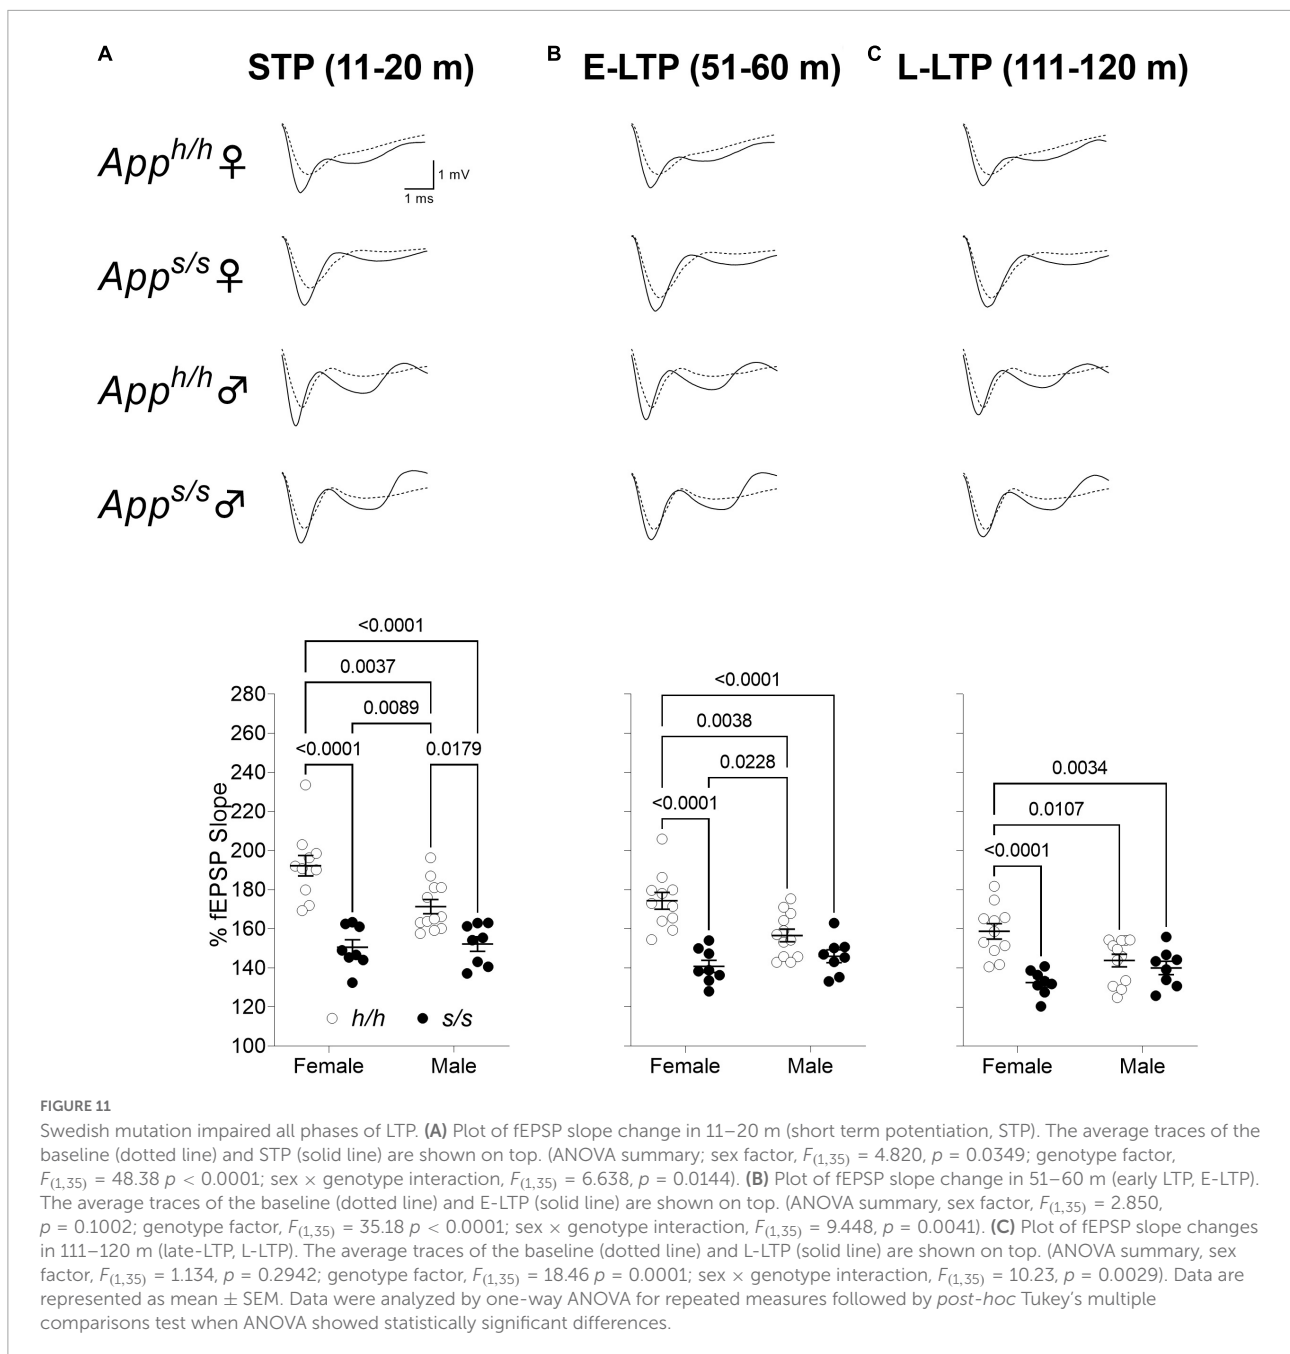 A
STP (11-20 m)
B
E-LTP (51-60 m)
C
L-LTP (111-120 m)
App^h/h ♀
1 mV
1 ms
App^s/s ♀
App^h/h ♂
App^s/s ♂
<0.0001
0.0037
0.0089
<0.0001
0.0179
% fEPSP Slope
280
260
240
220
200
180
160
140
120
100
h/h
s/s
Female
Male
<0.0001
0.0038
0.0228
<0.0001
Female
Male
0.0034
0.0107
<0.0001
Female
Male
FIGURE 11
Swedish mutation impaired all phases of LTP. (A) Plot of fEPSP slope change in 11–20 m (short term potentiation, STP). The average traces of the
baseline (dotted line) and STP (solid line) are shown on top. (ANOVA summary; sex factor, F(1,35) = 4.820, p = 0.0349; genotype factor,
F(1,35) = 48.38 p < 0.0001; sex × genotype interaction, F(1,35) = 6.638, p = 0.0144). (B) Plot of fEPSP slope change in 51–60 m (early LTP, E-LTP).
The average traces of the baseline (dotted line) and E-LTP (solid line) are shown on top. (ANOVA summary, sex factor, F(1,35) = 2.850,
p = 0.1002; genotype factor, F(1,35) = 35.18 p < 0.0001; sex × genotype interaction, F(1,35) = 9.448, p = 0.0041). (C) Plot of fEPSP slope changes
in 111–120 m (late-LTP, L-LTP). The average traces of the baseline (dotted line) and L-LTP (solid line) are shown on top. (ANOVA summary, sex
factor, F(1,35) = 1.134, p = 0.2942; genotype factor, F(1,35) = 18.46 p = 0.0001; sex × genotype interaction, F(1,35) = 10.23, p = 0.0029). Data are
represented as mean ± SEM. Data were analyzed by one-way ANOVA for repeated measures followed by post-hoc Tukey's multiple
comparisons test when ANOVA showed statistically significant differences.